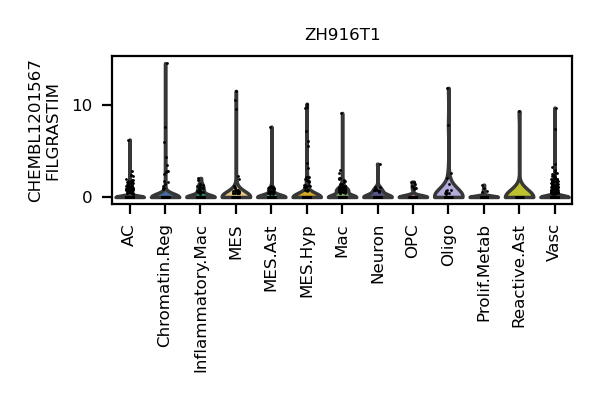 ZH916T1
CHEMBL1201567
FILGRASTIM
10
0
AC
Chromatin.Reg
Inflammatory.Mac
MES
MES.Ast
MES.Hyp
Mac
Neuron
OPC
Oligo
Prolif.Metab
Reactive.Ast
Vasc